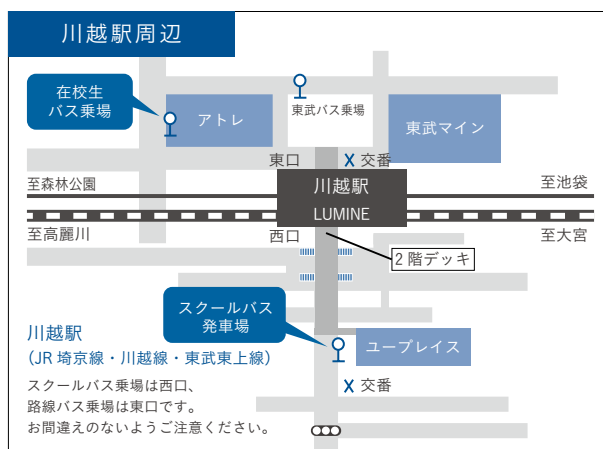 川越駅周辺
在校生
バス乗場
アトレ
東武バス乗場
東武マイン
東口
交番
至森林公園
川越駅
LUMINE
至池袋
至高麗川
西口
至大宮
2階デッキ
スクールバス
発車場
川越駅
(JR 埼京線・川越線・東武東上線)
ユープレイス
スクールバス乗場は西口、
路線バス乗場は東口です。
お間違えのないようご注意ください。
交番